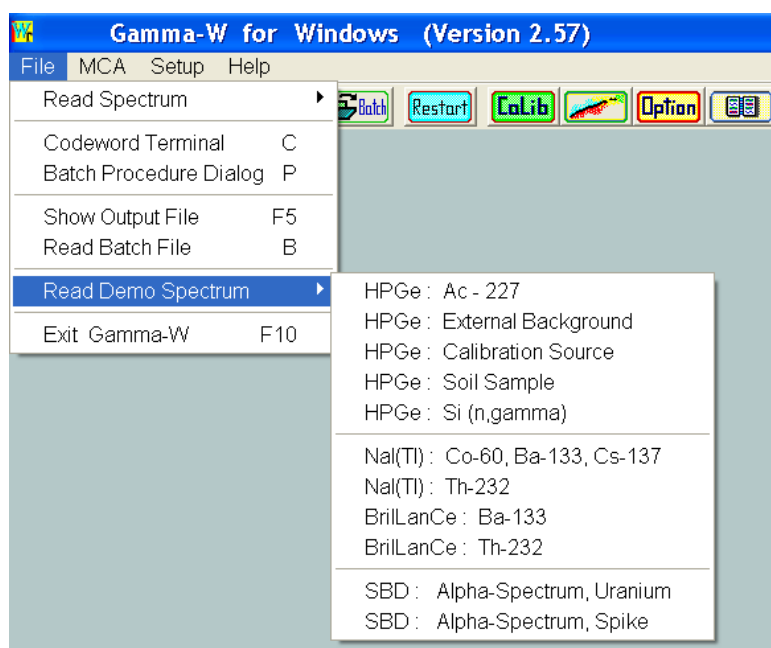 Gamma-W for Windows (Version 2.57)
File MCA Setup Help
Batch Restart CaLib Option
Read Spectrum
Codeword Terminal C
Batch Procedure Dialog P
Show Output File F5
Read Batch File B
Read Demo Spectrum
Exit Gamma-W F10
HPGe : Ac - 227
HPGe : External Background
HPGe : Calibration Source
HPGe : Soil Sample
HPGe : Si (n,gamma)
NaI(Tl) : Co-60, Ba-133, Cs-137
NaI(Tl) : Th-232
BrilLanCe : Ba-133
BrilLanCe : Th-232
SBD : Alpha-Spectrum, Uranium
SBD : Alpha-Spectrum, Spike